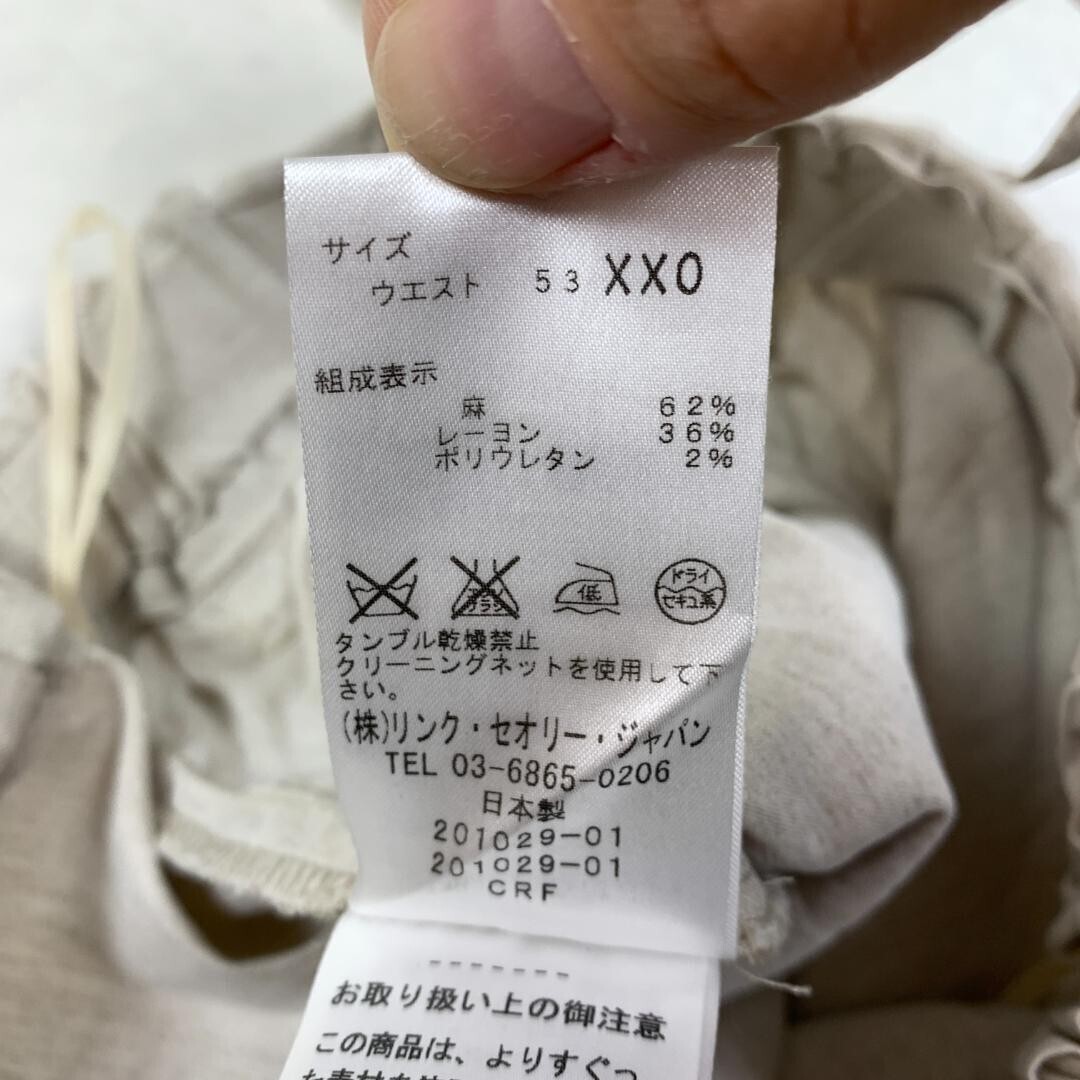 サイズ
ウエスト 53 XXO
組成表示
麻 62%
レーヨン 36%
ポリウレタン 2%
低
ドライ
セキュ系
タンブル乾燥禁止
クリーニングネットを使用して下
さい。
(株)リンク・セオリー・ジャパン
TEL 03-6865-0206
日本製
201029-01
201029-01
CRF
-------
お取り扱い上の御注意
この商品は、よりすぐっ